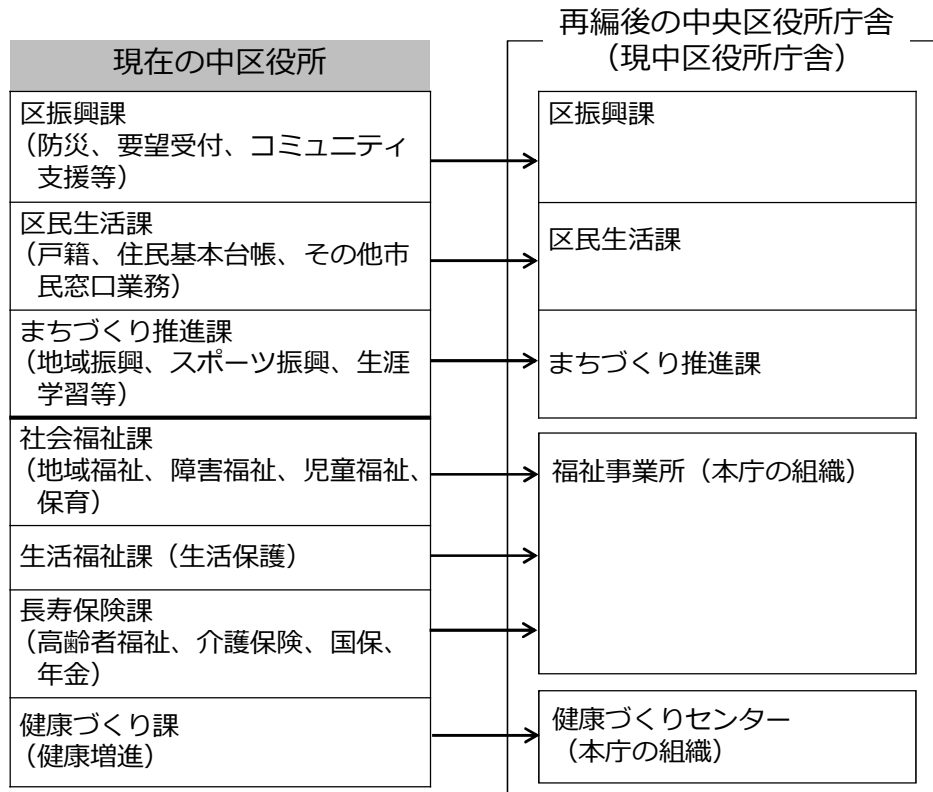 現在の中区役所
区振興課
（防災、要望受付、コミュニティ
支援等）
区民生活課
（戸籍、住民基本台帳、その他市
民窓口業務）
まちづくり推進課
（地域振興、スポーツ振興、生涯
学習等）
社会福祉課
（地域福祉、障害福祉、児童福祉、
保育）
生活福祉課（生活保護）
長寿保険課
（高齢者福祉、介護保険、国保、
年金）
健康づくり課
（健康増進）
再編後の中央区役所庁舎
（現中区役所庁舎）
区振興課
区民生活課
まちづくり推進課
福祉事業所（本庁の組織）
健康づくりセンター
（本庁の組織）